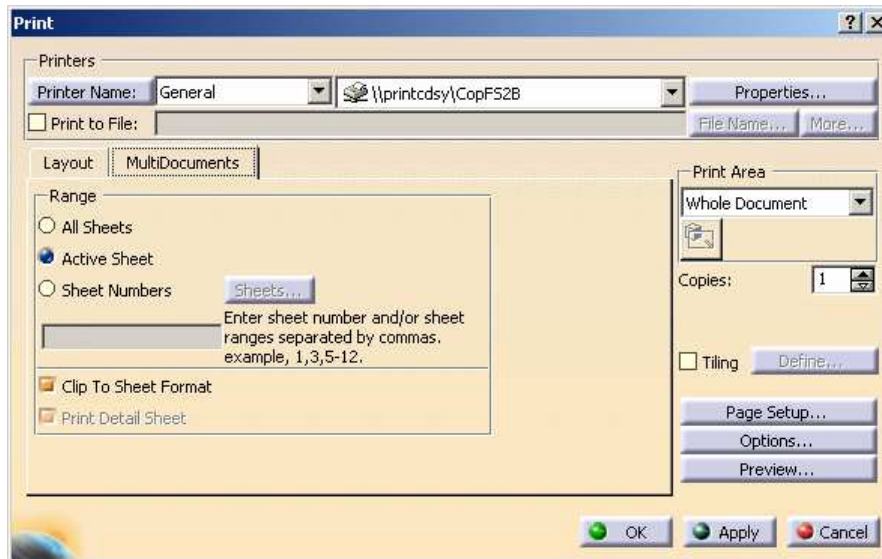 Print
Printers
Printer Name: General \\printcdsy\CopFS2B Properties...
Print to File: File Name... More...
Layout MultiDocuments
Range
All Sheets
Active Sheet
Sheet Numbers Sheets...
Enter sheet number and/or sheet
ranges separated by commas.
example, 1,3,5-12.
Clip To Sheet Format
Print Detail Sheet
Print Area
Whole Document
Copies: 1
Tiling Define...
Page Setup...
Options...
Preview...
OK Apply Cancel